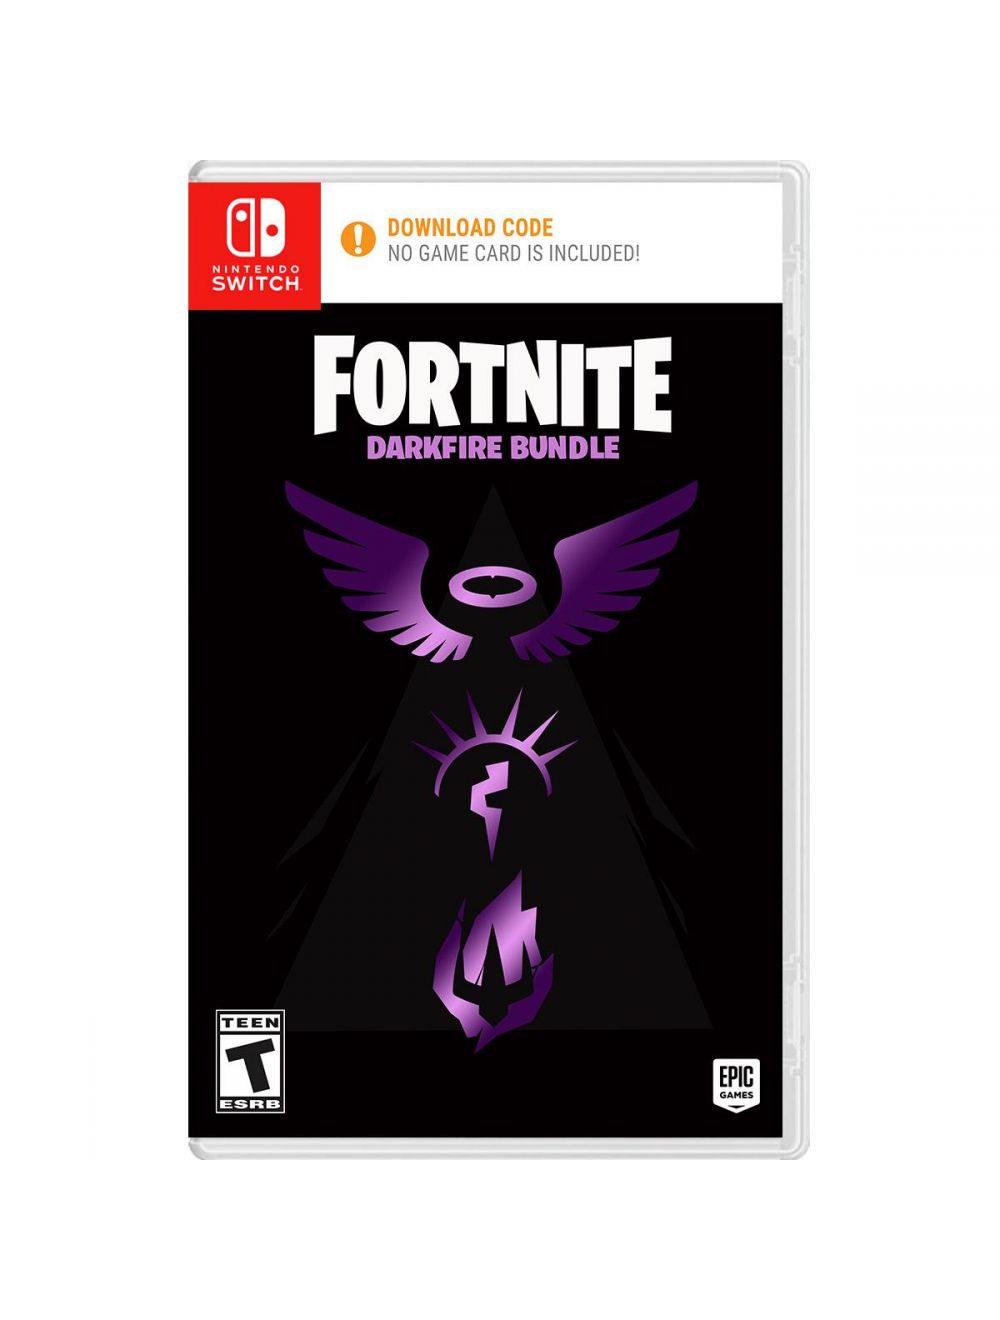 NINTENDO
SWITCH
DOWNLOAD CODE
NO GAME CARD IS INCLUDED!
FORTNITE
DARKFIRE BUNDLE
TEEN
T
ESRB
EPIC
GAMES